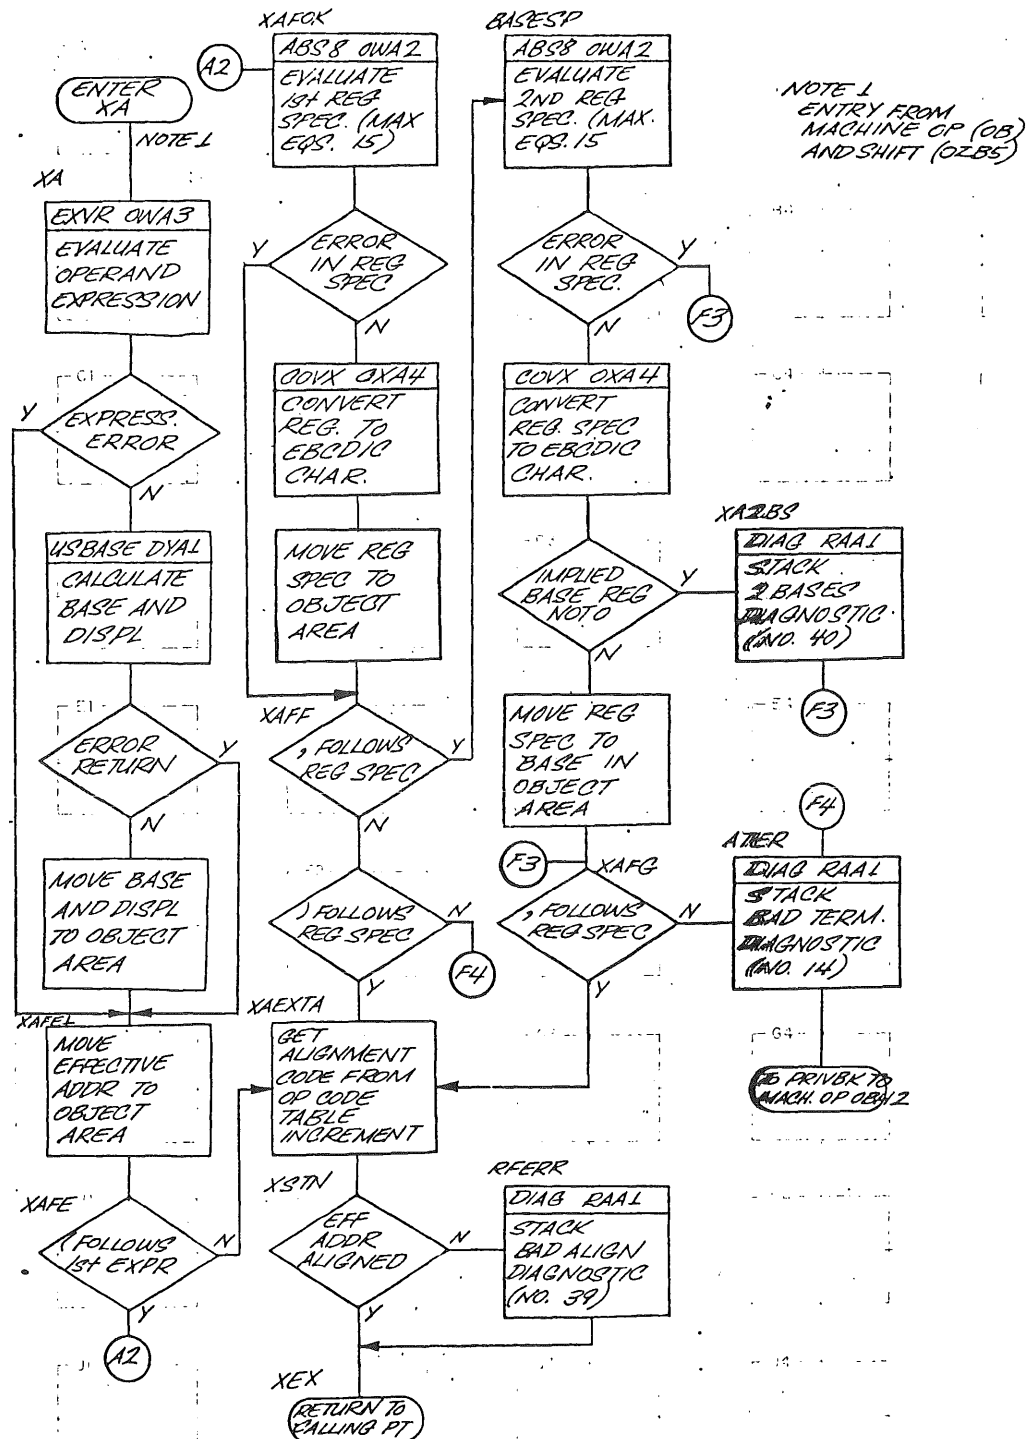 ENTER
XA
NOTE 1
XA
EXVR OWA3
EVALUATE
OPERAND
EXPRESSION
C1
Y
EXPRESS.
ERROR
N
USBASE DYA1
CALCULATE
BASE AND
DISPL
E1
ERROR
RETURN
Y
N
MOVE BASE
AND DISPL
TO OBJECT
AREA
XAFE1
MOVE
EFFECTIVE
ADDR TO
OBJECT
AREA
XAFE
( FOLLOWS
1st EXPR
N
Y
A2
XAFOK
A2
ABS8 OWA2
EVALUATE
1st REG
SPEC. (MAX
EQS. 15)
Y
ERROR
IN REG
SPEC
N
COVX OXA4
CONVERT
REG. TO
EBCDIC
CHAR.
MOVE REG
SPEC TO
OBJECT
AREA
XAFF
, FOLLOWS
REG SPEC
Y
N
) FOLLOWS
REG SPEC
N
F4
Y
XAEXTA
GET
ALIGNMENT
CODE FROM
OP CODE
TABLE
INCREMENT
XSTN
EFF
ADDR
ALIGNED
N
Y
XEX
RETURN TO
CALLING PT
BASESP
ABS8 OWA2
EVALUATE
2ND REG
SPEC. (MAX.
EQS. 15
ERROR
IN REG
SPEC.
Y
F3
N
COVX OXA4
CONVERT
REG. SPEC
TO EBCDIC
CHAR.
IMPLIED
BASE REG
NOT O
Y
N
MOVE REG
SPEC TO
BASE IN
OBJECT
AREA
F3
XAFG
, FOLLOWS
REG SPEC
N
Y
RFERR
DIAG RAA1
STACK
BAD ALIGN
DIAGNOSTIC
(NO. 39)
NOTE 1
ENTRY FROM
MACHINE OP (OB)
AND SHIFT (OZB5)
XA2BS
DIAG RAA1
STACK
2 BASES
DIAGNOSTIC
(NO. 40)
F3
E4
F4
DIAG RAA1
STACK
BAD TERM.
DIAGNOSTIC
(NO. 14)
G4
TO PRIVBK TO
MACH. OP